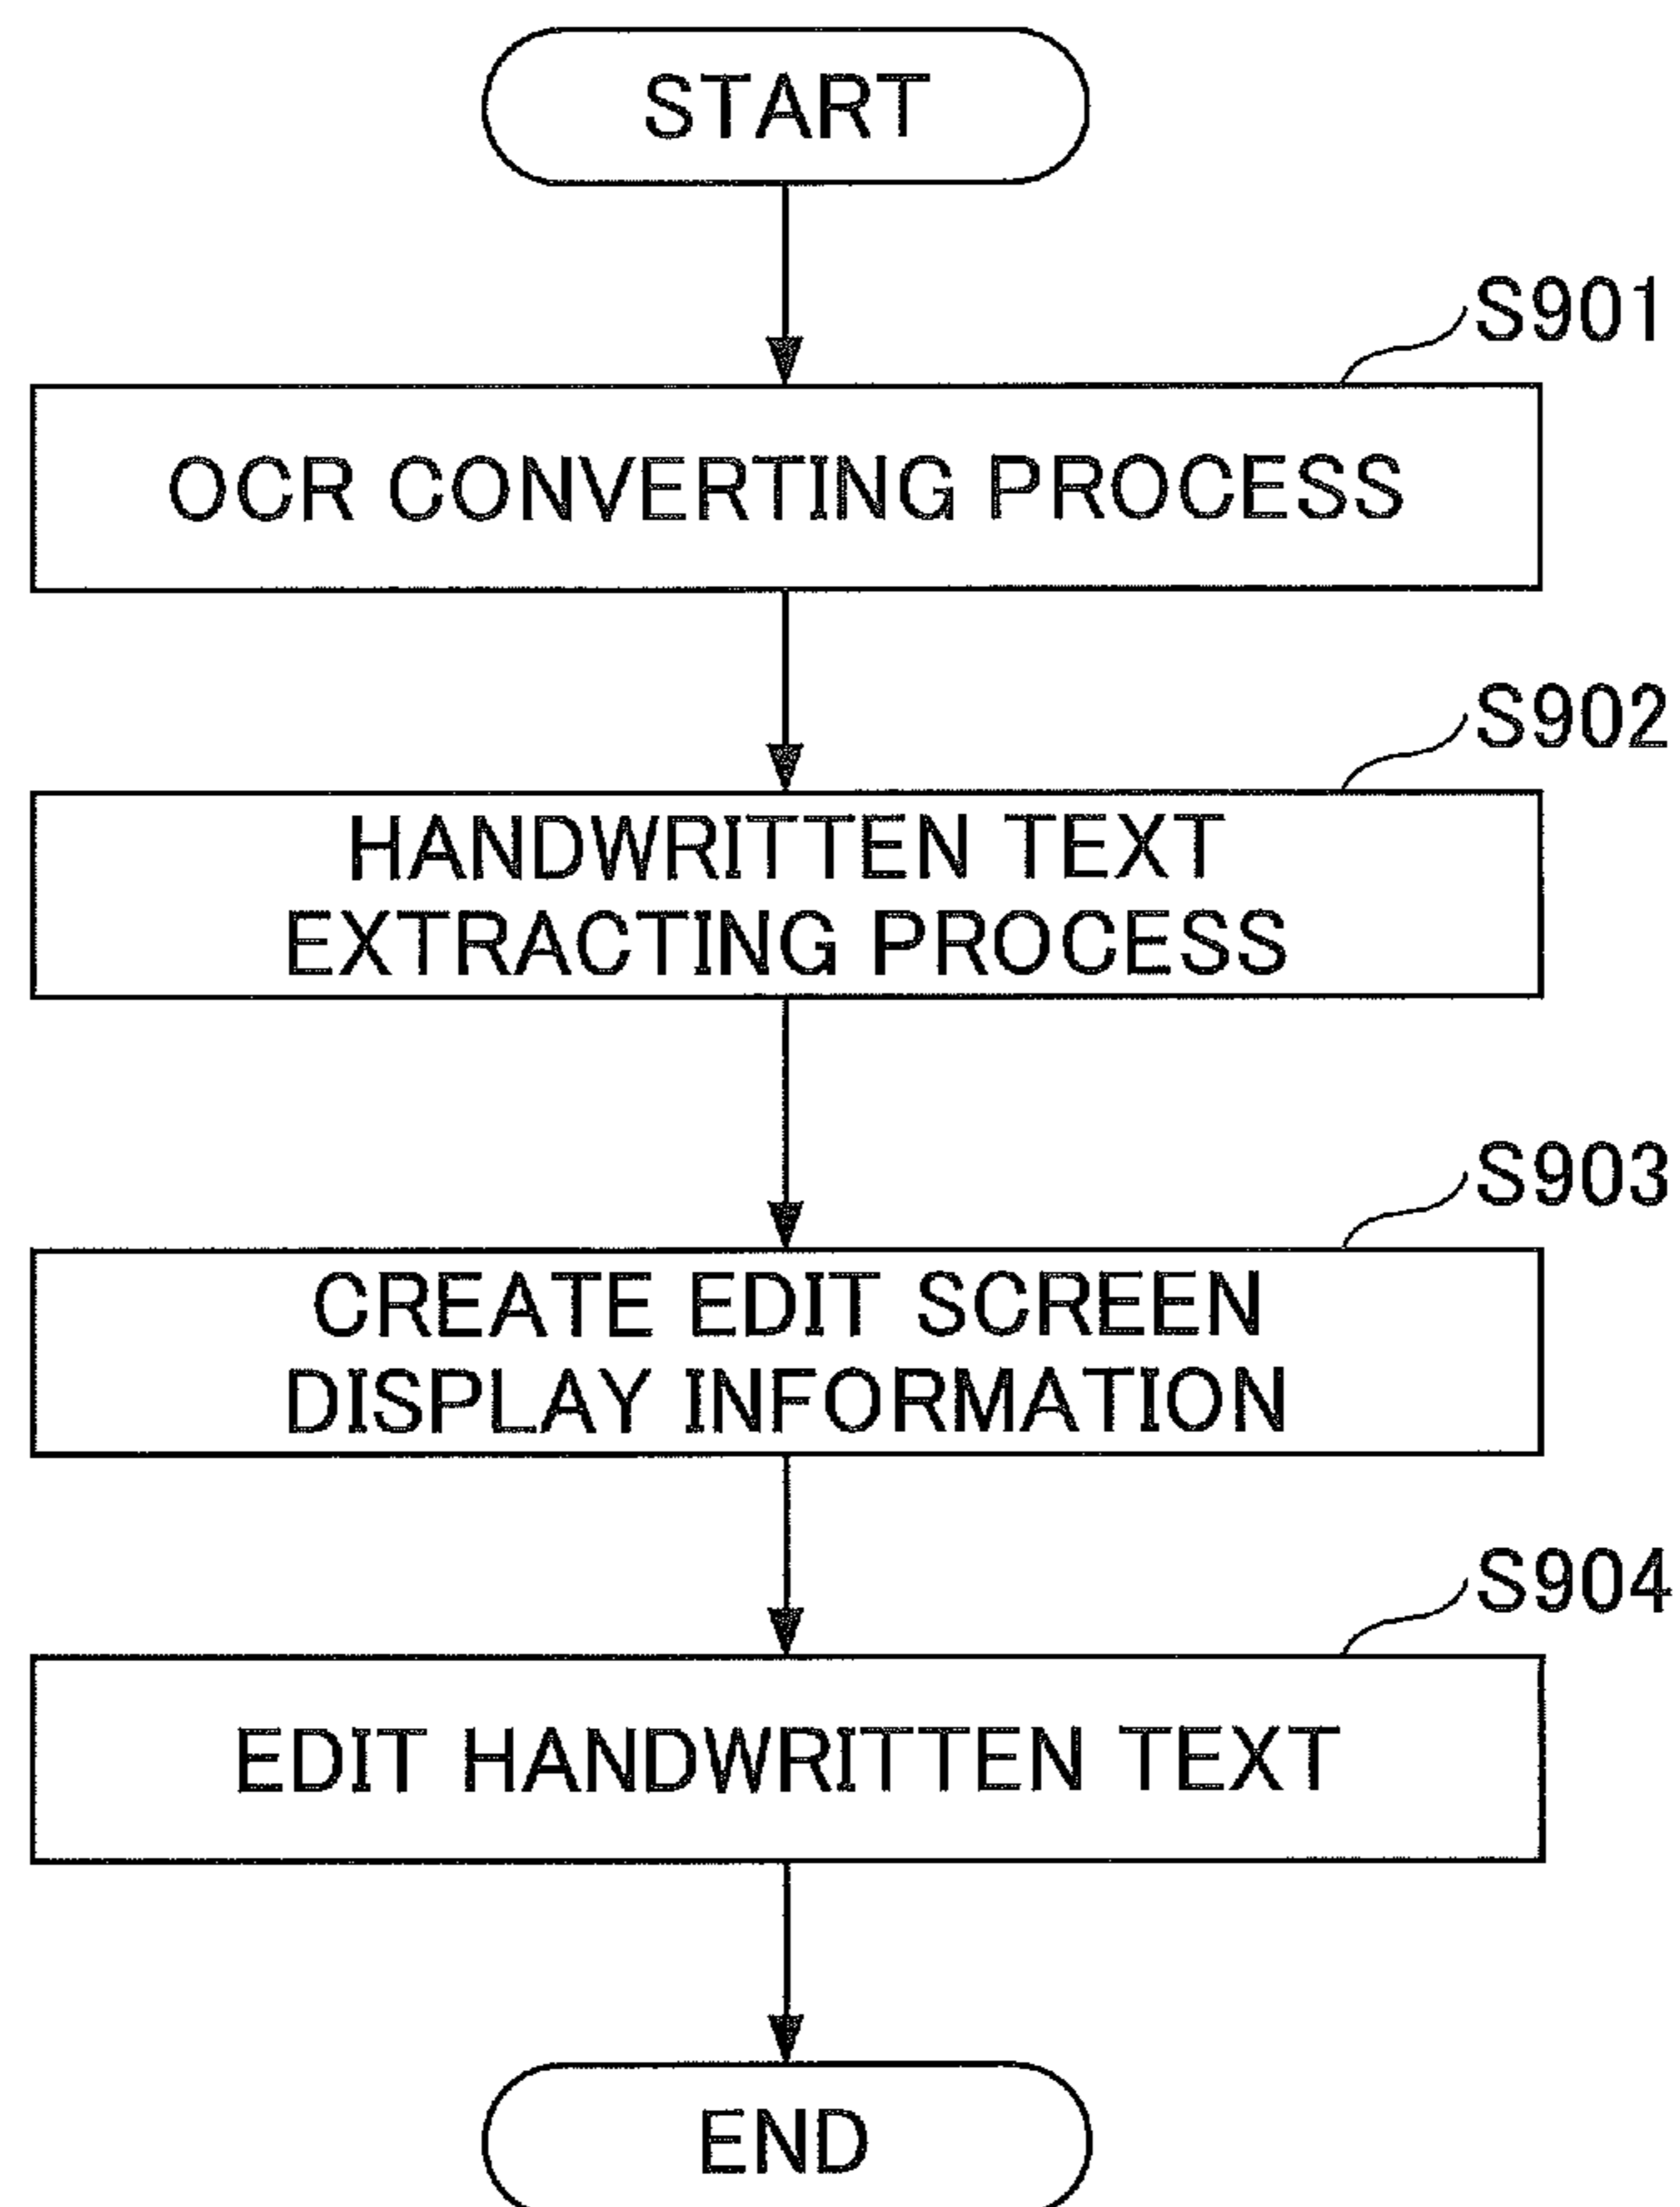 START
S901
OCR CONVERTING PROCESS
S902
HANDWRITTEN TEXT
EXTRACTING PROCESS
S903
CREATE EDIT SCREEN
DISPLAY INFORMATION
S904
EDIT HANDWRITTEN TEXT
END